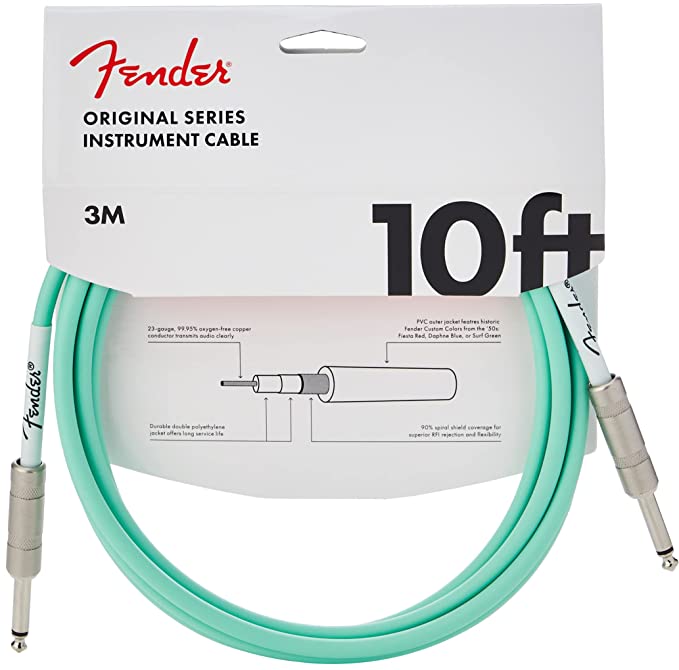 Fender®
ORIGINAL SERIES
INSTRUMENT CABLE
3M
10ft
23-gauge, 99.95% oxygen-free copper
conductor transmits audio clearly
PVC outer jacket featres historic
Fender Custom Colors from the '50s:
Fiesta Red, Daphne Blue, or Surf Green
Durable double polyethylene
jacket offers long service life
90% spiral shield coverage for
superior RFI rejection and flexibility
Fender®
Fender®